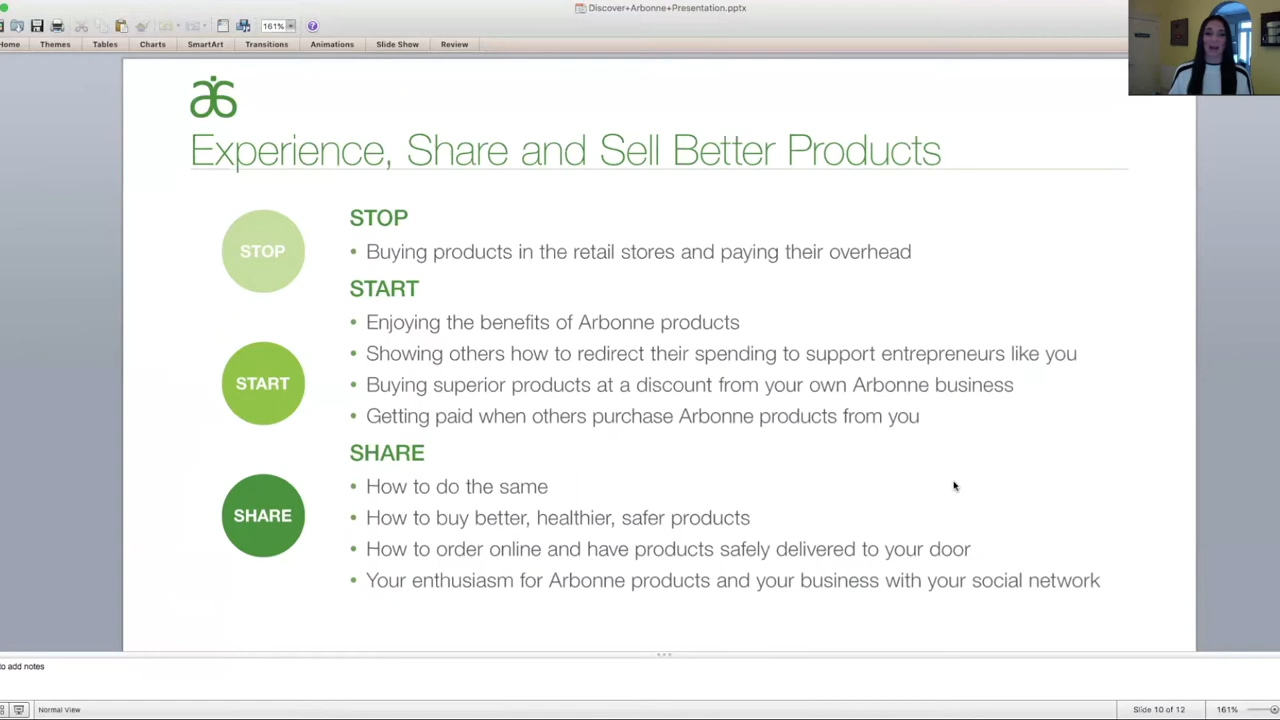 Discover+Arbonne+Presentation.pptx
161%
Home Themes Tables Charts SmartArt Transitions Animations Slide Show Review
Experience, Share and Sell Better Products
STOP
STOP
• Buying products in the retail stores and paying their overhead
START
• Enjoying the benefits of Arbonne products
• Showing others how to redirect their spending to support entrepreneurs like you
START
• Buying superior products at a discount from your own Arbonne business
• Getting paid when others purchase Arbonne products from you
SHARE
• How to do the same
SHARE
• How to buy better, healthier, safer products
• How to order online and have products safely delivered to your door
• Your enthusiasm for Arbonne products and your business with your social network
to add notes
Normal View
Slide 10 of 12
161%